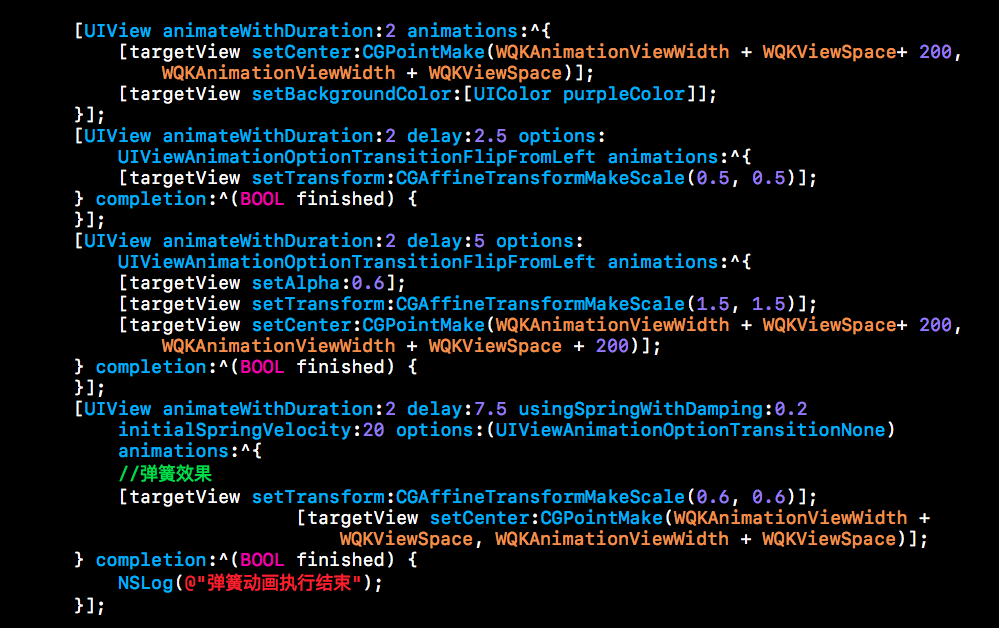 [UIView animateWithDuration:2 animations:^{
[targetView setCenter:CGPointMake(WQKAnimationViewWidth + WQKViewSpace+ 200,
WQKAnimationViewWidth + WQKViewSpace)];
[targetView setBackgroundColor:[UIColor purpleColor]];
}];
[UIView animateWithDuration:2 delay:2.5 options:
UIViewAnimationOptionTransitionFlipFromLeft animations:^{
[targetView setTransform:CGAffineTransformMakeScale(0.5, 0.5)];
} completion:^(BOOL finished) {
}];
[UIView animateWithDuration:2 delay:5 options:
UIViewAnimationOptionTransitionFlipFromLeft animations:^{
[targetView setAlpha:0.6];
[targetView setTransform:CGAffineTransformMakeScale(1.5, 1.5)];
[targetView setCenter:CGPointMake(WQKAnimationViewWidth + WQKViewSpace+ 200,
WQKAnimationViewWidth + WQKViewSpace + 200)];
} completion:^(BOOL finished) {
}];
[UIView animateWithDuration:2 delay:7.5 usingSpringWithDamping:0.2
initialSpringVelocity:20 options:(UIViewAnimationOptionTransitionNone)
animations:^{
//弹簧效果
[targetView setTransform:CGAffineTransformMakeScale(0.6, 0.6)];
[targetView setCenter:CGPointMake(WQKAnimationViewWidth +
WQKViewSpace, WQKAnimationViewWidth + WQKViewSpace)];
} completion:^(BOOL finished) {
NSLog(@"弹簧动画执行结束");
}];